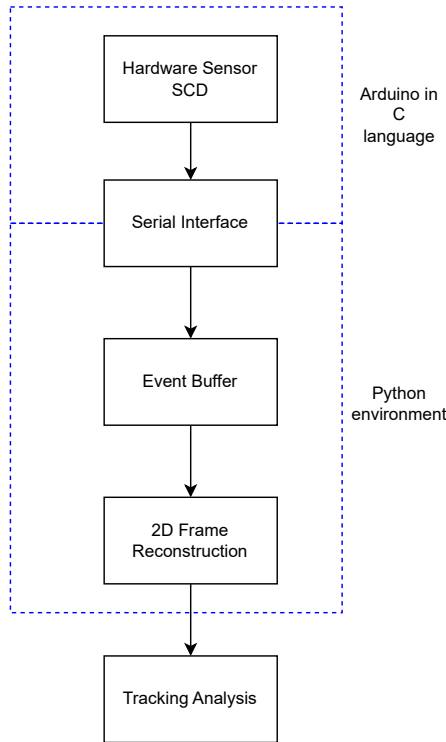 Hardware Sensor
SCD
Arduino in
C
language
Serial Interface
Event Buffer
Python
environment
2D Frame
Reconstruction
Tracking Analysis